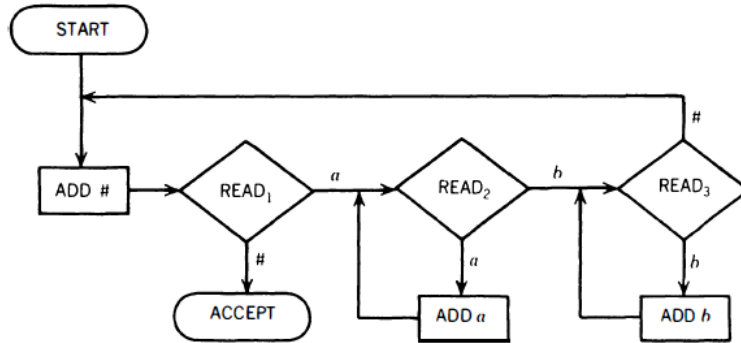 START
#
ADD #
READ1
a
READ2
b
READ3
#
a
b
ACCEPT
ADD a
ADD b